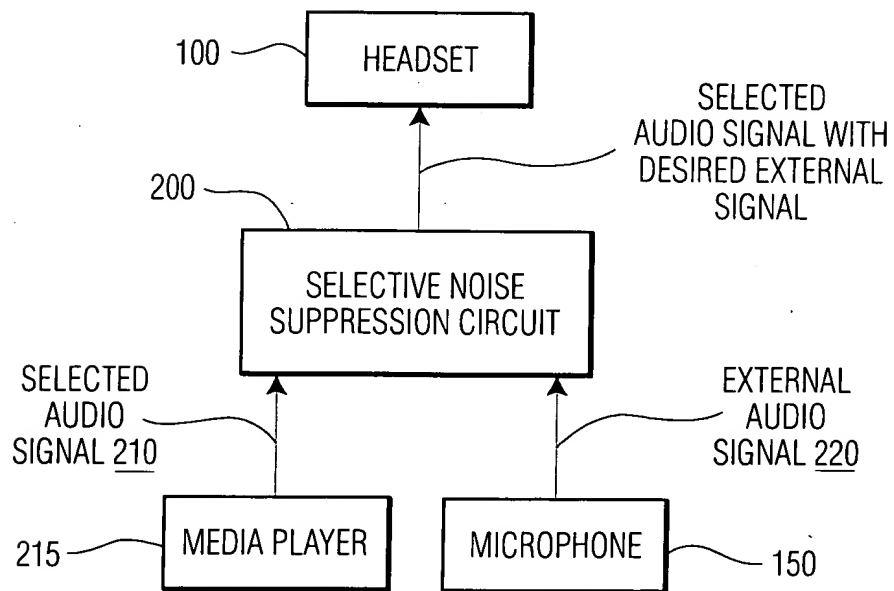 100
HEADSET
SELECTED
AUDIO SIGNAL WITH
DESIRED EXTERNAL
SIGNAL
200
SELECTIVE NOISE
SUPPRESSION CIRCUIT
SELECTED
AUDIO
SIGNAL 210
EXTERNAL
AUDIO
SIGNAL 220
215
MEDIA PLAYER
MICROPHONE
150